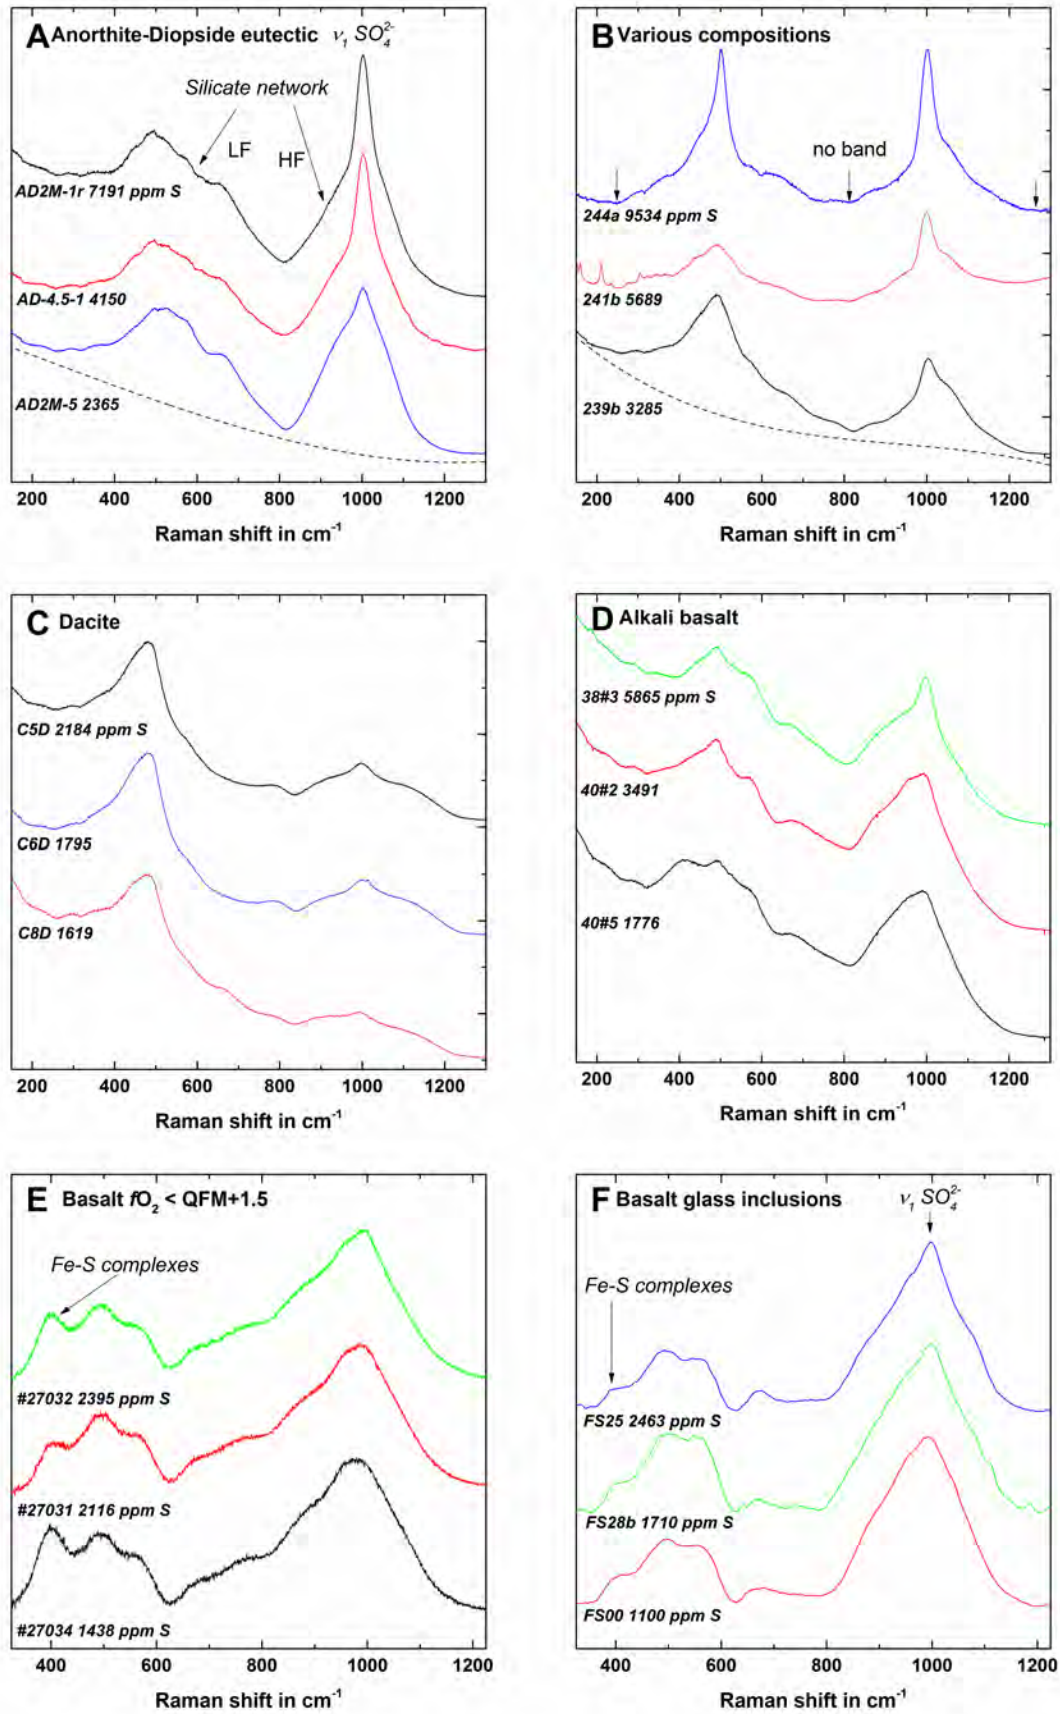 A Anorthite-Diopside eutectic ν1 SO4^2-
Silicate network
LF
HF
AD2M-1r 7191 ppm S
AD-4.5-1 4150
AD2M-5 2365
200 400 600 800 1000 1200
Raman shift in cm-1
B Various compositions
no band
244a 9534 ppm S
241b 5689
239b 3285
200 400 600 800 1000 1200
Raman shift in cm-1
C Dacite
C5D 2184 ppm S
C6D 1795
C8D 1619
200 400 600 800 1000 1200
Raman shift in cm-1
D Alkali basalt
38#3 5865 ppm S
40#2 3491
40#5 1776
200 400 600 800 1000 1200
Raman shift in cm-1
E Basalt fO2 < QFM+1.5
Fe-S complexes
#27032 2395 ppm S
#27031 2116 ppm S
#27034 1438 ppm S
400 600 800 1000 1200
Raman shift in cm-1
F Basalt glass inclusions
ν1 SO4^2-
Fe-S complexes
FS25 2463 ppm S
FS28b 1710 ppm S
FS00 1100 ppm S
400 600 800 1000 1200
Raman shift in cm-1